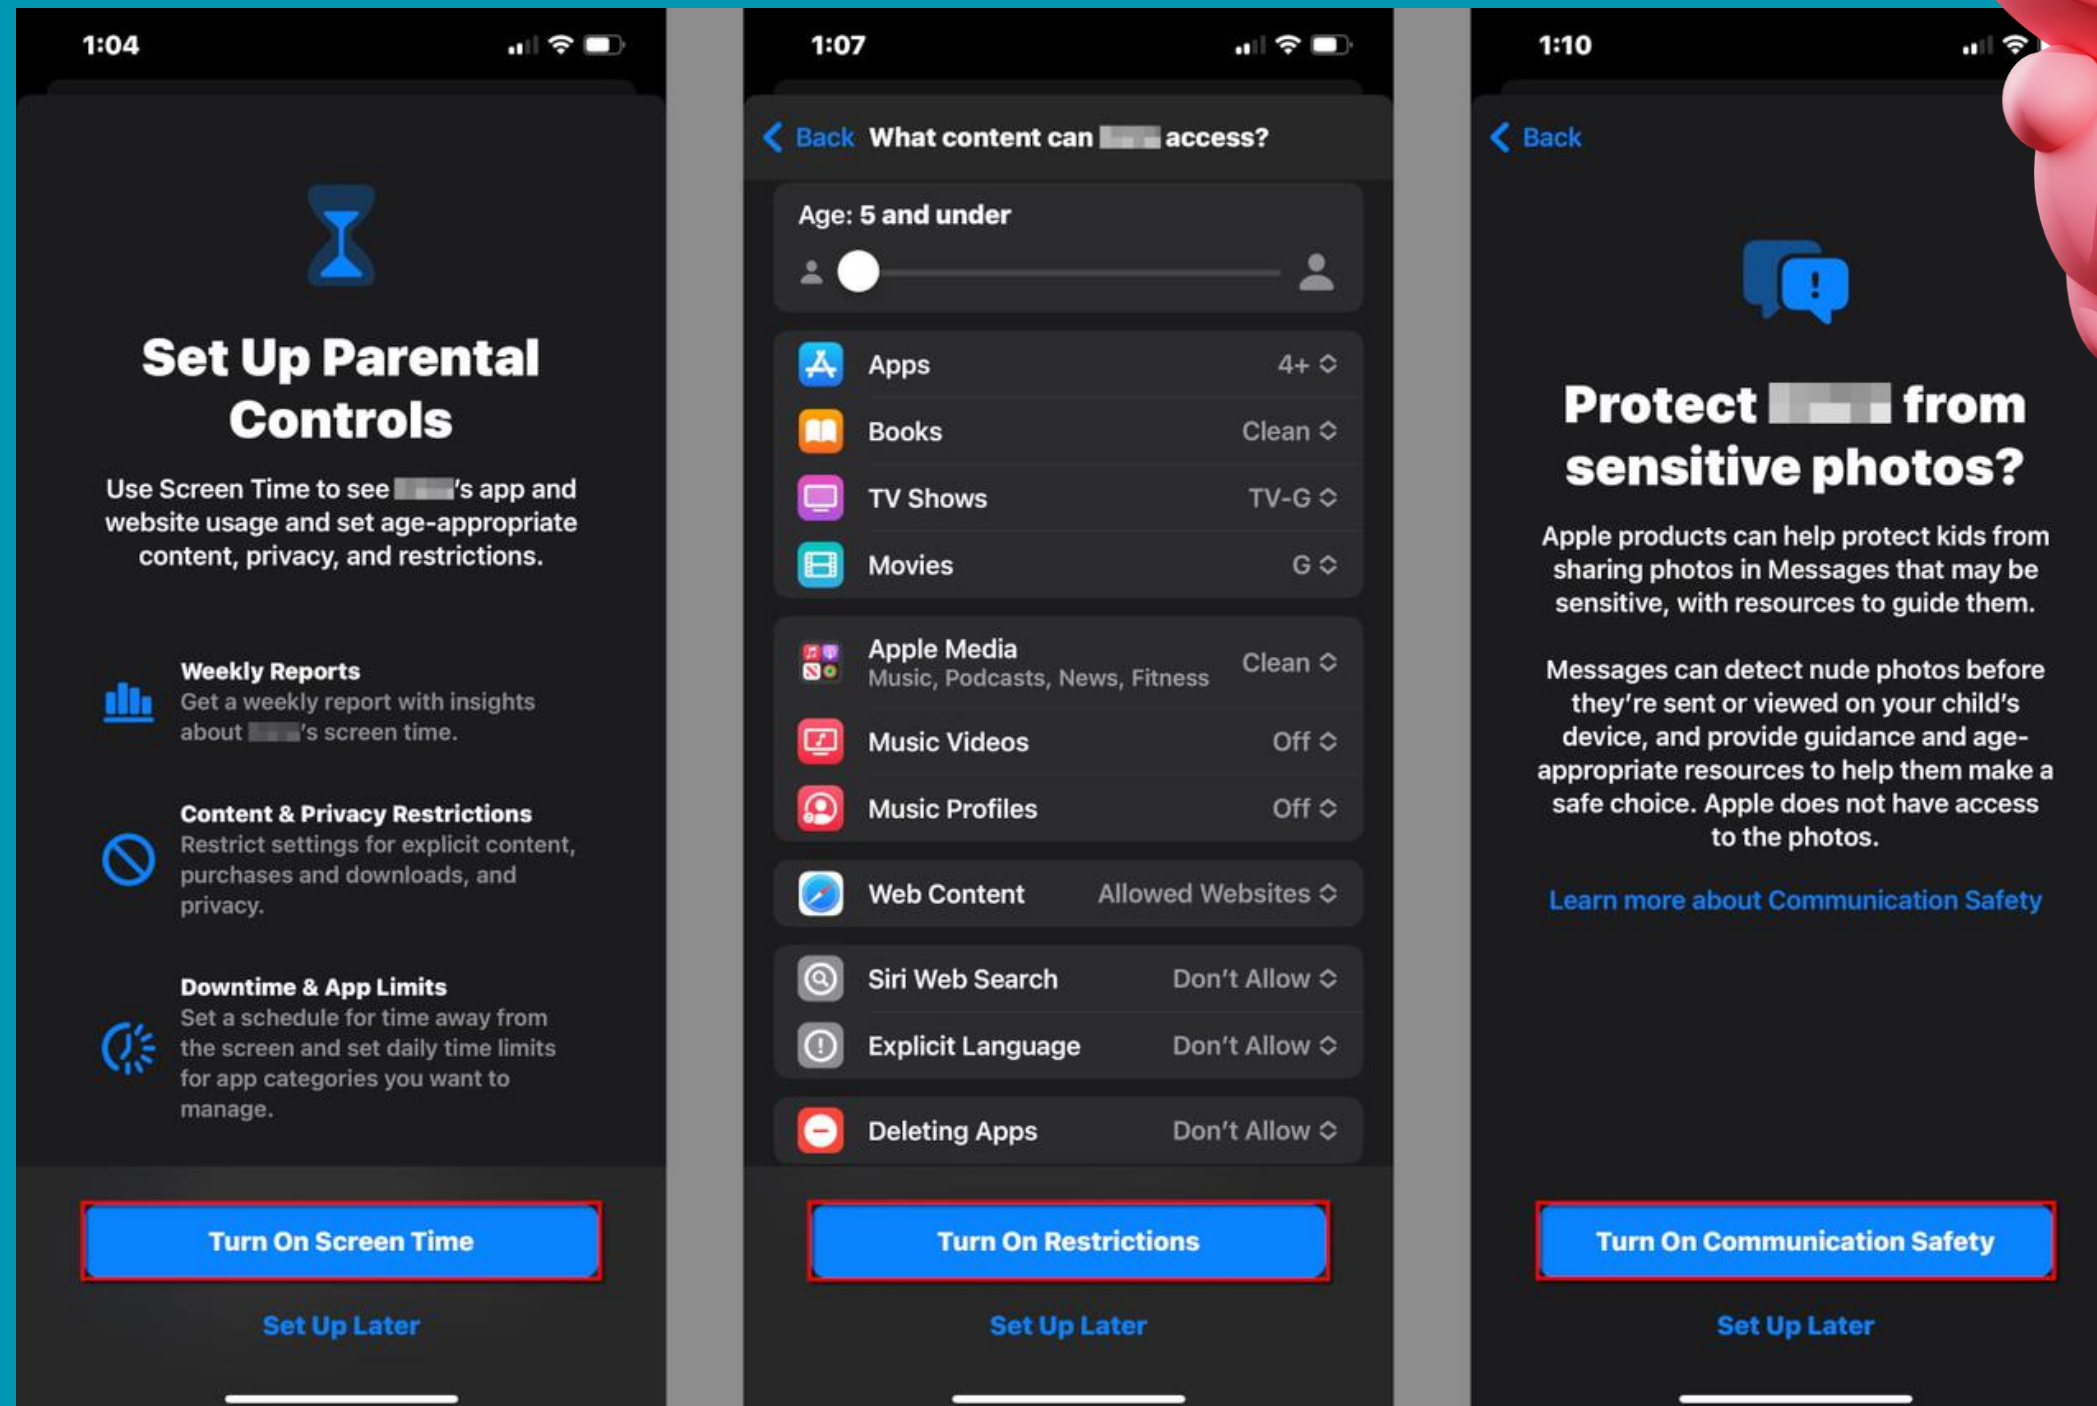 1:04
Set Up Parental
Controls
Use Screen Time to see 's app and
website usage and set age-appropriate
content, privacy, and restrictions.
Weekly Reports
Get a weekly report with insights
about 's screen time.
Content & Privacy Restrictions
Restrict settings for explicit content,
purchases and downloads, and
privacy.
Downtime & App Limits
Set a schedule for time away from
the screen and set daily time limits
for app categories you want to
manage.
Turn On Screen Time
Set Up Later
1:07
Back What content can access?
Age: 5 and under
Apps 4+
Books Clean
TV Shows TV-G
Movies G
Apple Media
Music, Podcasts, News, Fitness Clean
Music Videos Off
Music Profiles Off
Web Content Allowed Websites
Siri Web Search Don't Allow
Explicit Language Don't Allow
Deleting Apps Don't Allow
Turn On Restrictions
Set Up Later
1:10
Back
Protect from
sensitive photos?
Apple products can help protect kids from
sharing photos in Messages that may be
sensitive, with resources to guide them.
Messages can detect nude photos before
they're sent or viewed on your child's
device, and provide guidance and age-
appropriate resources to help them make a
safe choice. Apple does not have access
to the photos.
Learn more about Communication Safety
Turn On Communication Safety
Set Up Later